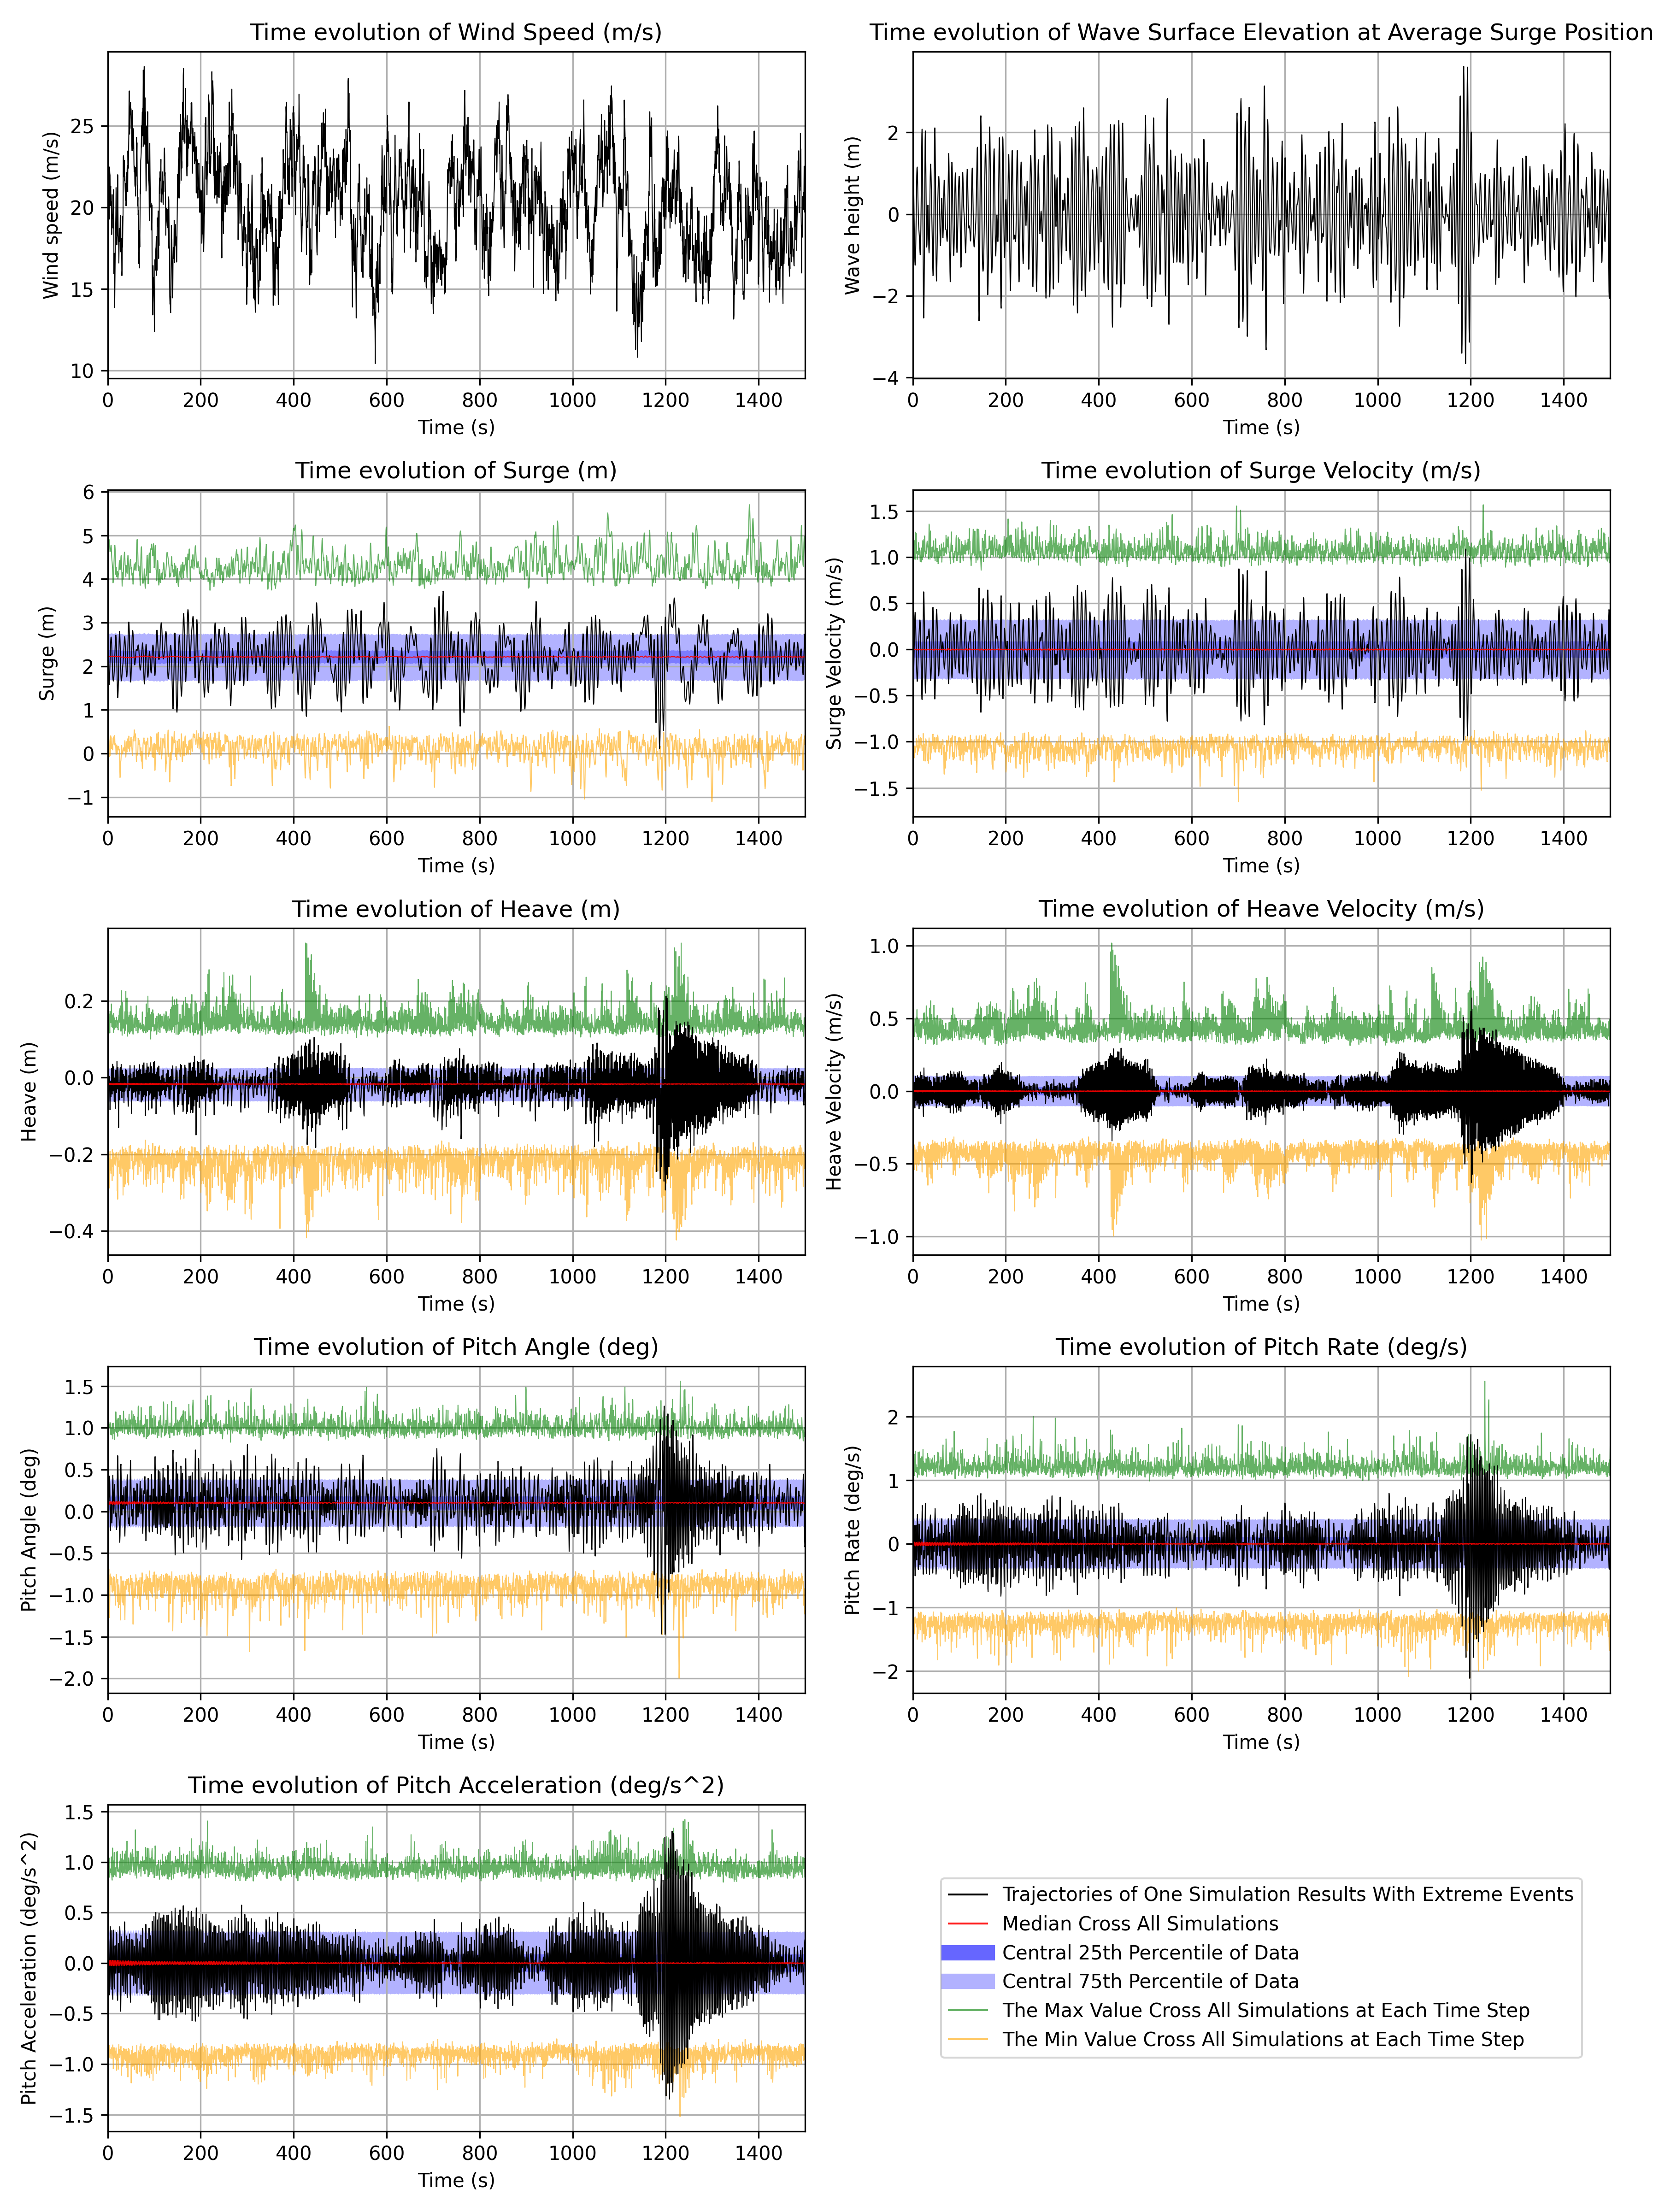 Time evolution of Wind Speed (m/s)
Wind speed (m/s)
25
20
15
10
0 200 400 600 800 1000 1200 1400
Time (s)
Time evolution of Wave Surface Elevation at Average Surge Position
Wave height (m)
2
0
−2
−4
0 200 400 600 800 1000 1200 1400
Time (s)
Time evolution of Surge (m)
Surge (m)
6
5
4
3
2
1
0
−1
0 200 400 600 800 1000 1200 1400
Time (s)
Time evolution of Surge Velocity (m/s)
Surge Velocity (m/s)
1.5
1.0
0.5
0.0
−0.5
−1.0
−1.5
0 200 400 600 800 1000 1200 1400
Time (s)
Time evolution of Heave (m)
Heave (m)
0.2
0.0
−0.2
−0.4
0 200 400 600 800 1000 1200 1400
Time (s)
Time evolution of Heave Velocity (m/s)
Heave Velocity (m/s)
1.0
0.5
0.0
−0.5
−1.0
0 200 400 600 800 1000 1200 1400
Time (s)
Time evolution of Pitch Angle (deg)
Pitch Angle (deg)
1.5
1.0
0.5
0.0
−0.5
−1.0
−1.5
−2.0
0 200 400 600 800 1000 1200 1400
Time (s)
Time evolution of Pitch Rate (deg/s)
Pitch Rate (deg/s)
2
1
0
−1
−2
0 200 400 600 800 1000 1200 1400
Time (s)
Time evolution of Pitch Acceleration (deg/s^2)
Pitch Acceleration (deg/s^2)
1.5
1.0
0.5
0.0
−0.5
−1.0
−1.5
0 200 400 600 800 1000 1200 1400
Time (s)
Trajectories of One Simulation Results With Extreme Events
Median Cross All Simulations
Central 25th Percentile of Data
Central 75th Percentile of Data
The Max Value Cross All Simulations at Each Time Step
The Min Value Cross All Simulations at Each Time Step